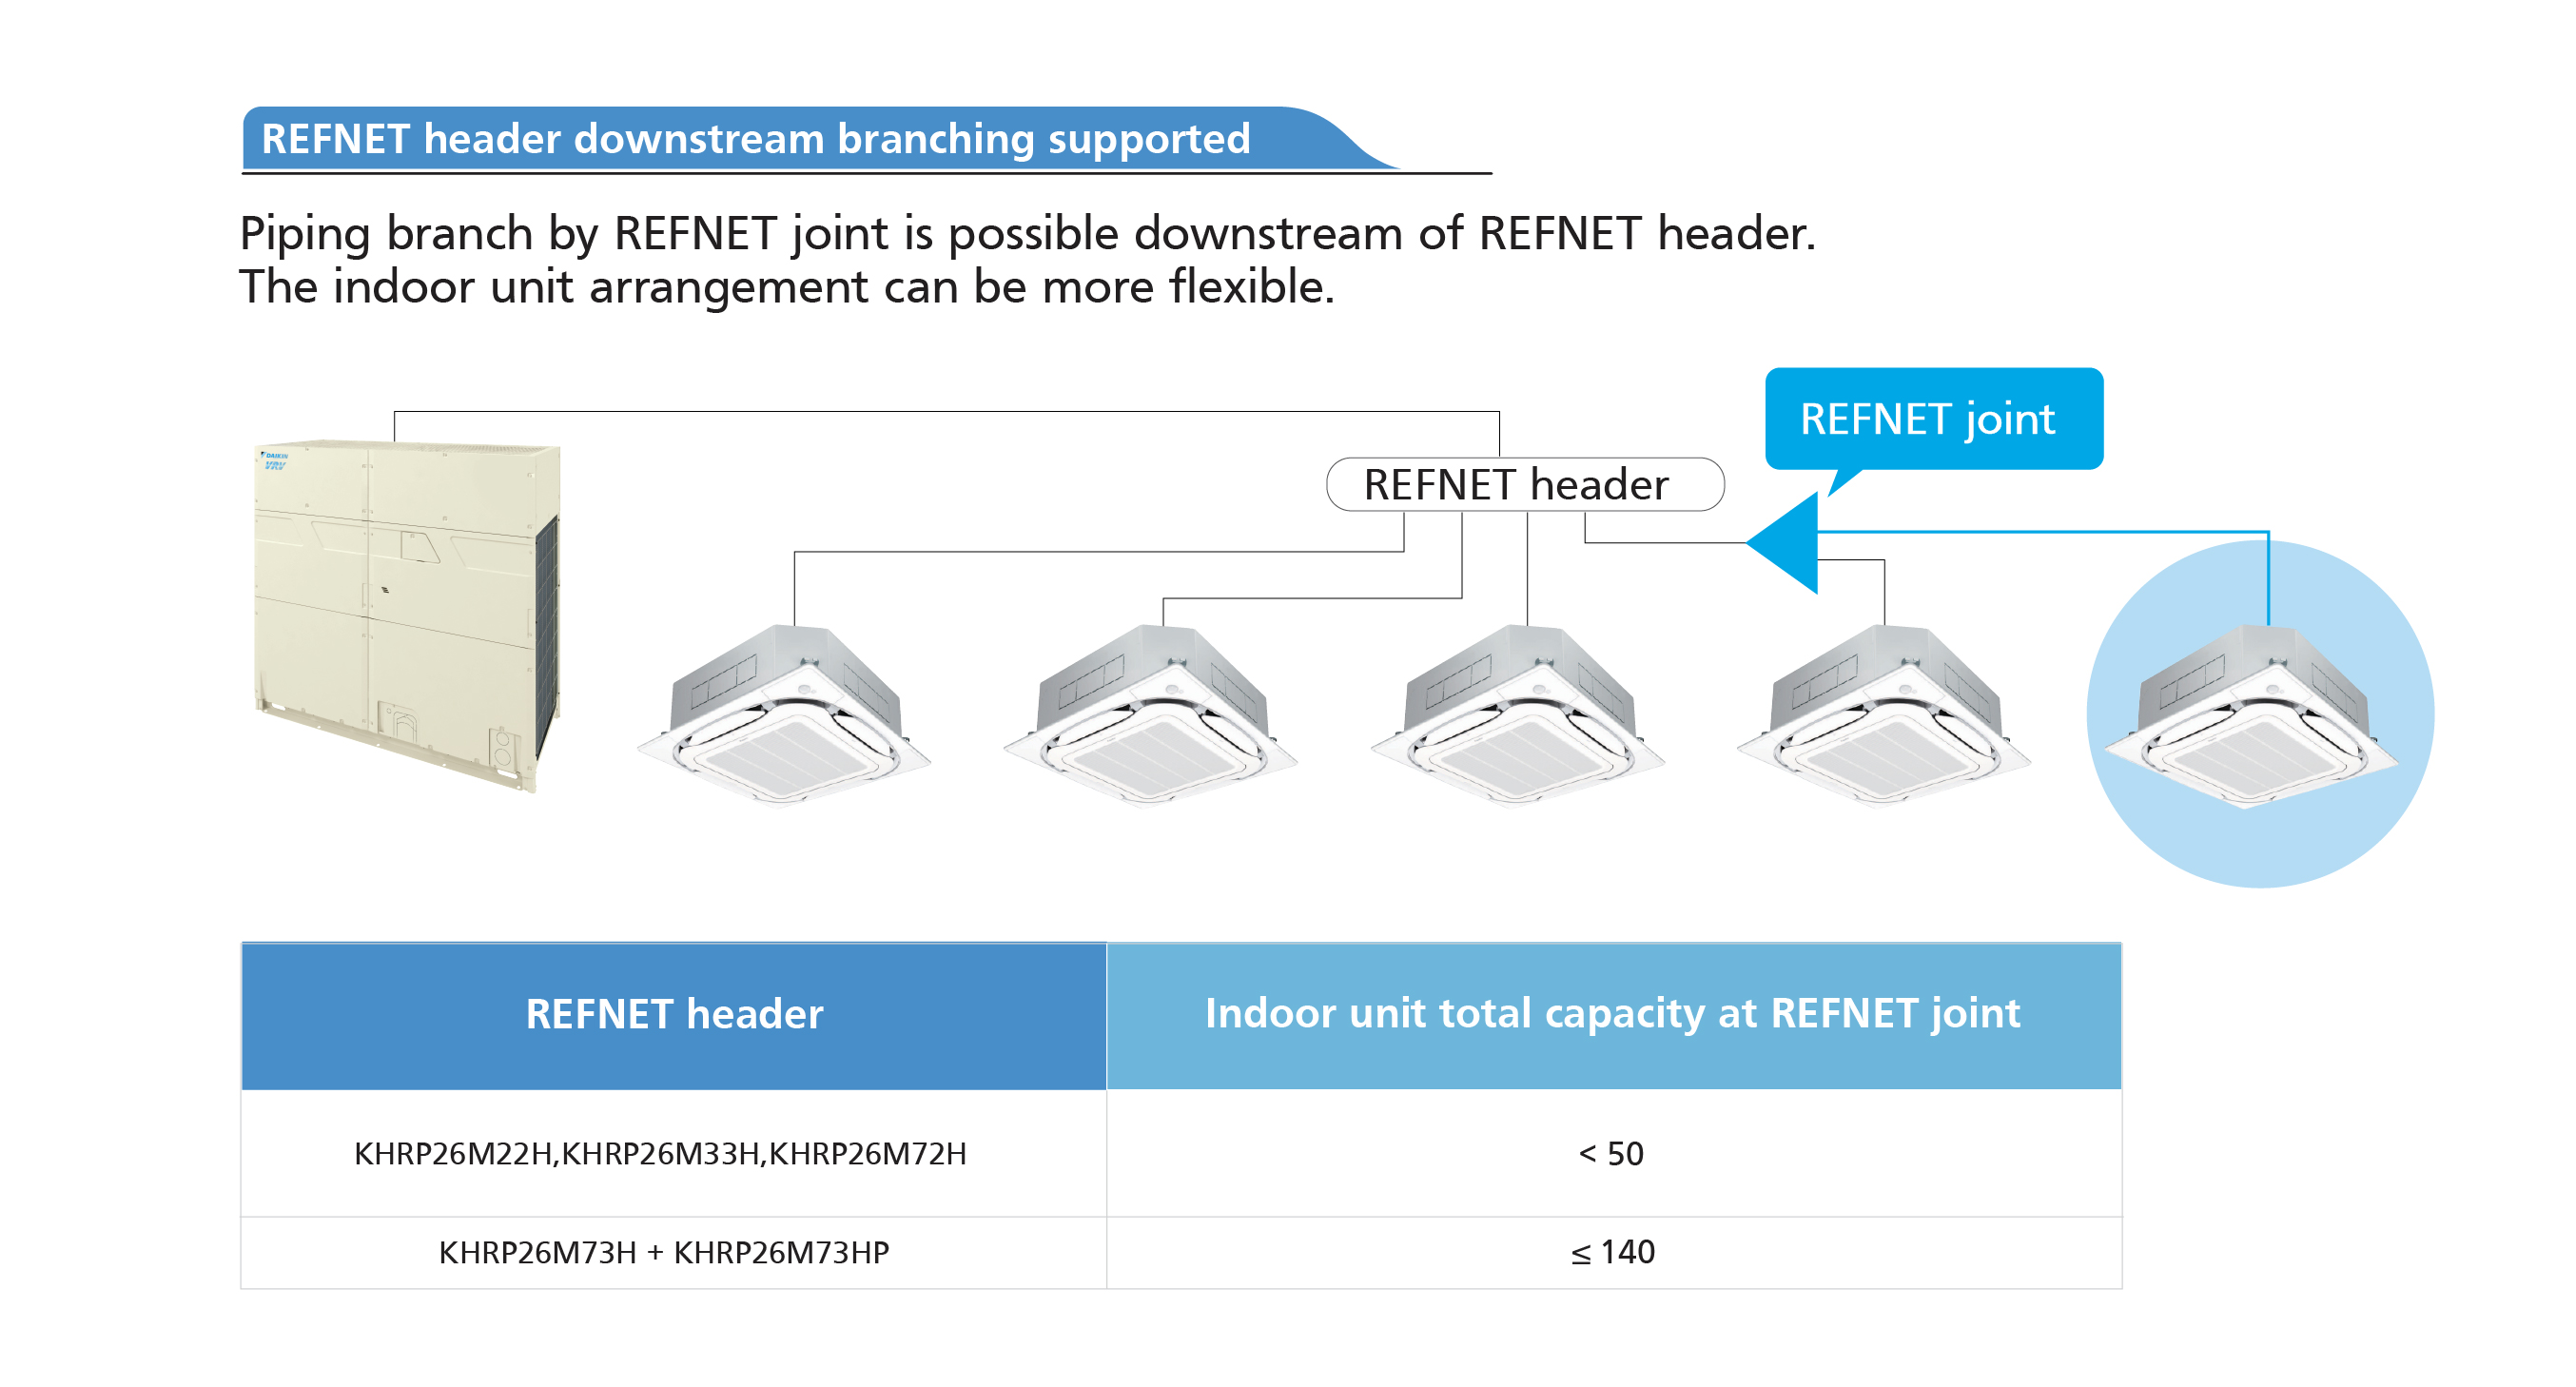 REFNET header downstream branching supported
Piping branch by REFNET joint is possible downstream of REFNET header.
The indoor unit arrangement can be more flexible.
REFNET joint
REFNET header
DAIKIN
VRV
REFNET header
Indoor unit total capacity at REFNET joint
KHRP26M22H,KHRP26M33H,KHRP26M72H
< 50
KHRP26M73H + KHRP26M73HP
≦ 140